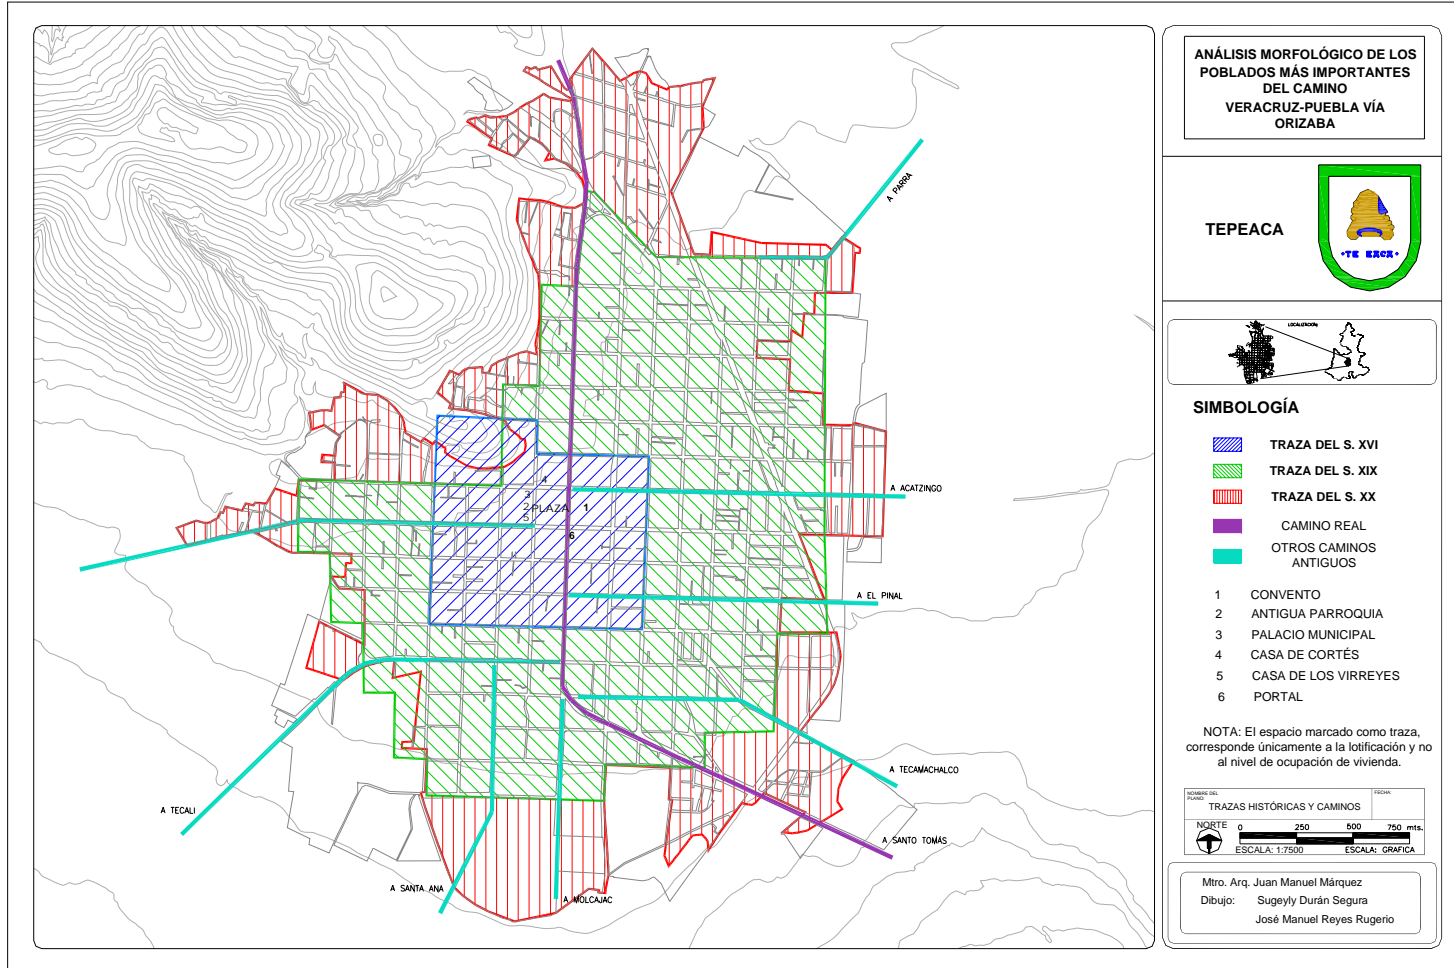 ANÁLISIS MORFOLÓGICO DE LOS
POBLADOS MÁS IMPORTANTES
DEL CAMINO
VERACRUZ-PUEBLA VÍA
ORIZABA
TEPEACA
LOCALIZACIÓN
SIMBOLOGÍA
TRAZA DEL S. XVI
TRAZA DEL S. XIX
TRAZA DEL S. XX
CAMINO REAL
OTROS CAMINOS
ANTIGUOS
1 CONVENTO
2 ANTIGUA PARROQUIA
3 PALACIO MUNICIPAL
4 CASA DE CORTÉS
5 CASA DE LOS VIRREYES
6 PORTAL
NOTA: El espacio marcado como traza,
corresponde únicamente a la lotificación y no
al nivel de ocupación de vivienda.
NOMBRE DEL
PLANO:
FECHA:
TRAZAS HISTÓRICAS Y CAMINOS
NORTE
0 250 500 750 mts.
ESCALA: 1:7500
ESCALA: GRAFICA
Mtro. Arq. Juan Manuel Márquez
Dibujo: Sugeyly Durán Segura
José Manuel Reyes Rugerio
A PARRA
A ACATZINGO
4
3
2
PLAZA
1
5
6
A EL PINAL
A TECAMACHALCO
A TECALI
A SANTO TOMÁS
A SANTA ANA
A MOLCAJAC